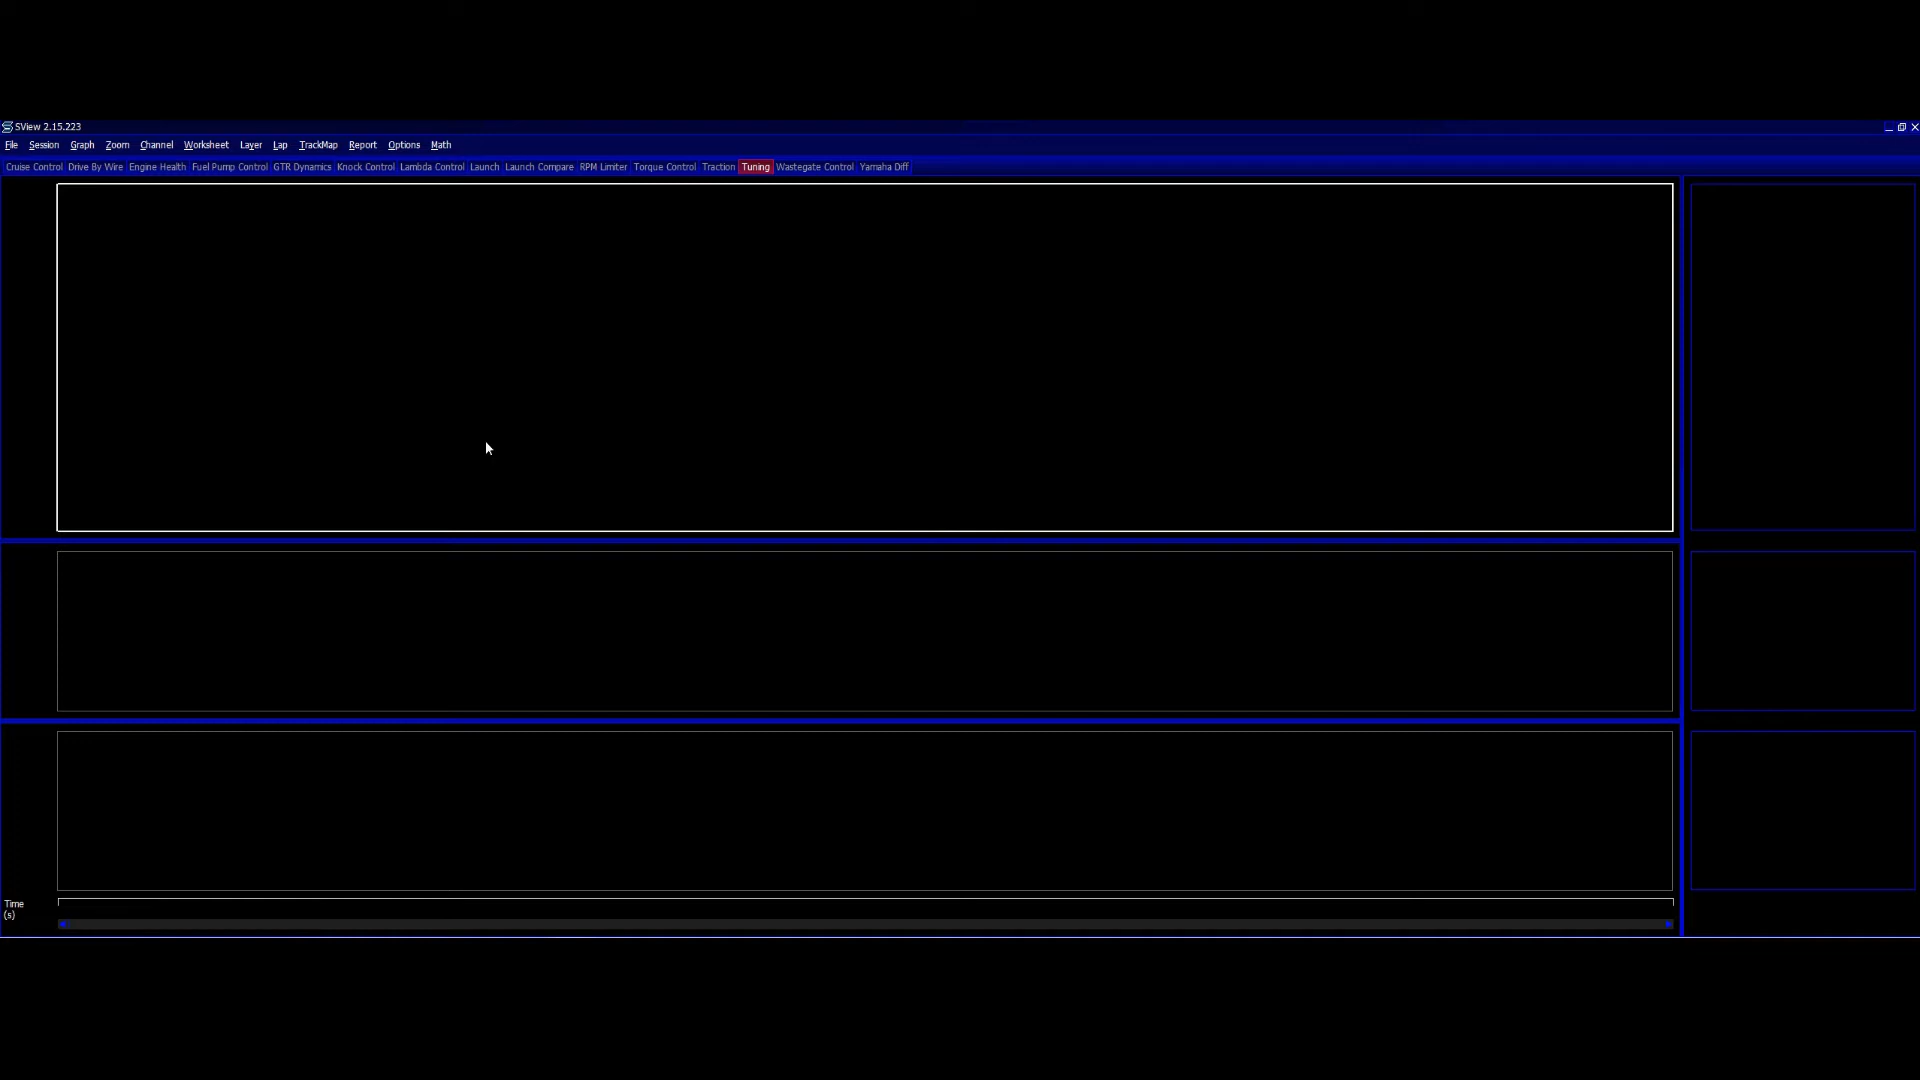 SView 2.15.223
File Session Graph Zoom Channel Worksheet Layer Lap TrackMap Report Options Math
Cruise Control Drive By Wire Engine Health Fuel Pump Control GTR Dynamics Knock Control Lambda Control Launch Launch Compare RPM Limiter Torque Control Traction Tuning Wastegate Control Yamaha Diff
Time
(s)